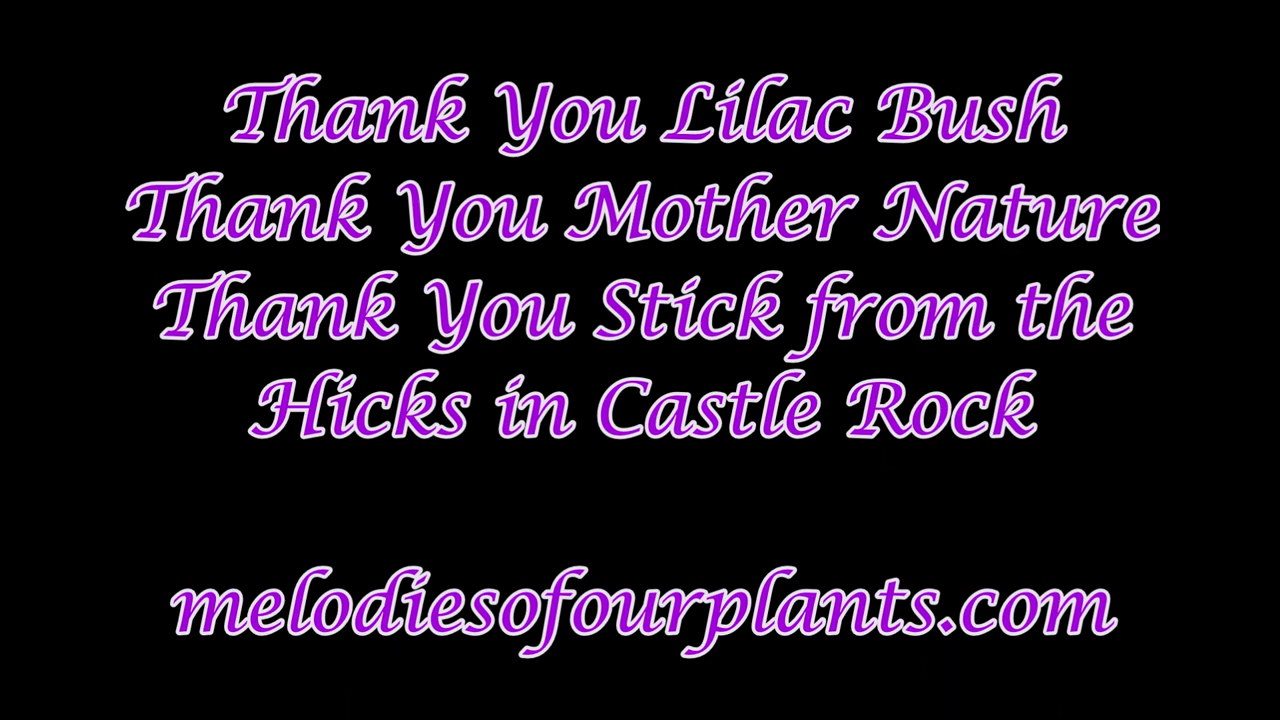 Thank You Lilac Bush
Thank You Mother Nature
Thank You Stick from the
Hicks in Castle Rock
melodiesofourplants.com